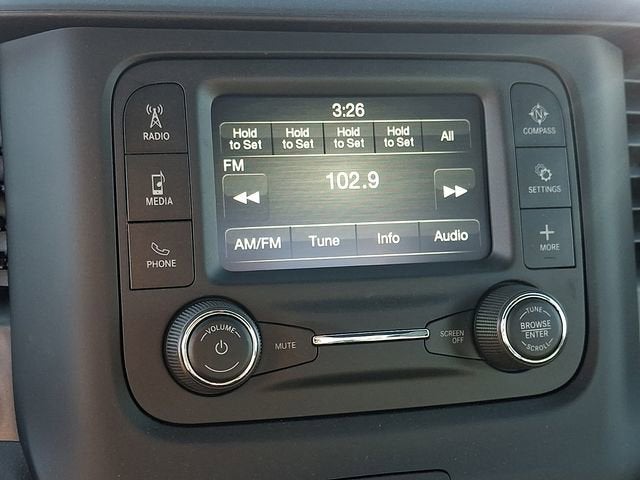 3:26
Hold to Set
Hold to Set
Hold to Set
Hold to Set
All
FM
102.9
AM/FM
Tune
Info
Audio
RADIO
MEDIA
PHONE
N
COMPASS
SETTINGS
MORE
VOLUME
MUTE
SCREEN
OFF
TUNE
BROWSE
ENTER
SCROLL